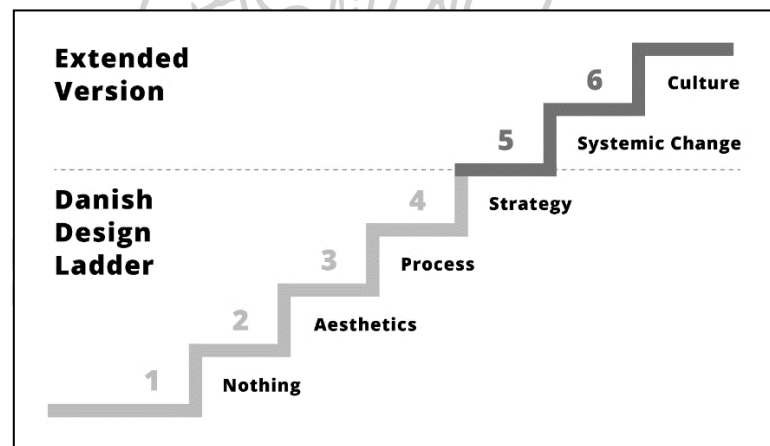 Extended
Version
6
Culture
5
Systemic Change
Danish
Design
Ladder
4
Strategy
3
Process
2
Aesthetics
1
Nothing